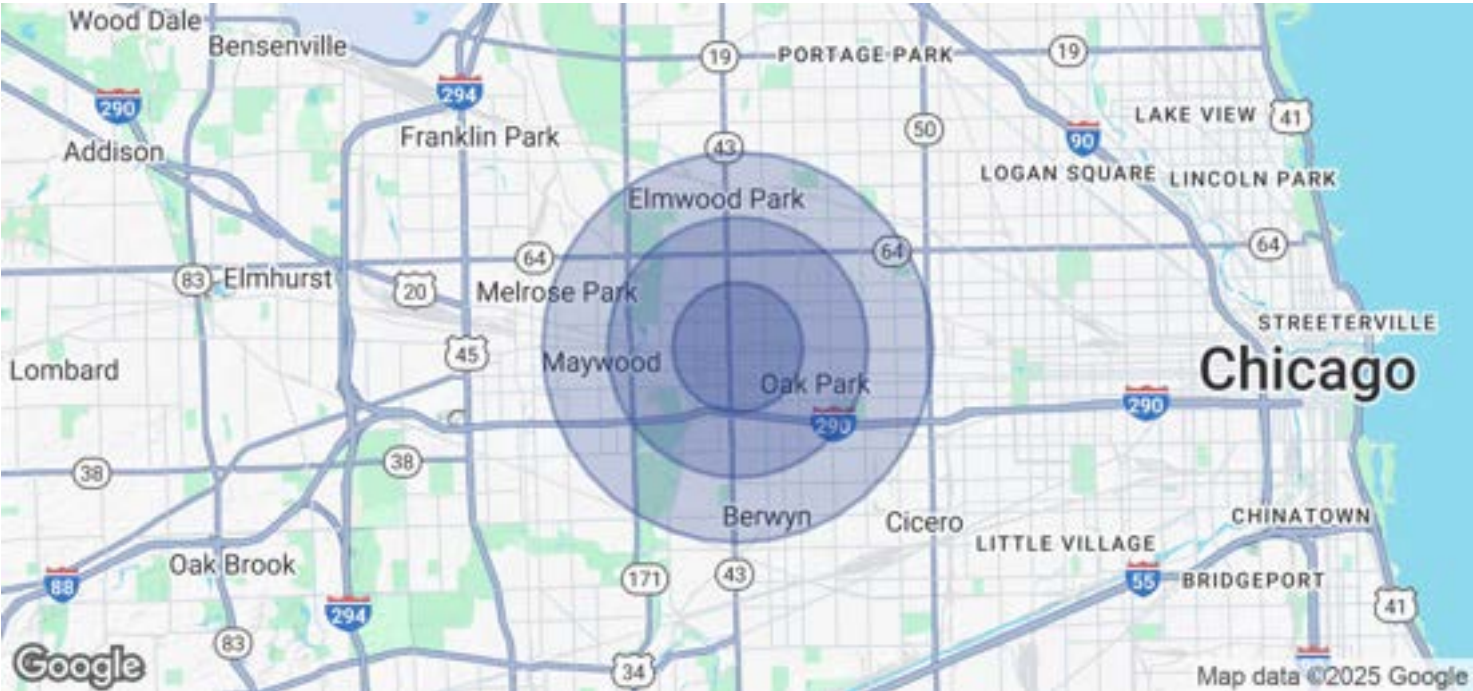 Wood Dale
Bensenville
19
PORTAGE PARK
19
290
294
LAKE VIEW
41
Addison
Franklin Park
43
50
90
LOGAN SQUARE
LINCOLN PARK
Elmwood Park
64
64
64
83
Elmhurst
20
Melrose Park
STREETERVILLE
45
Maywood
Lombard
Oak Park
Chicago
290
290
38
38
Berwyn
Cicero
CHINATOWN
LITTLE VILLAGE
Oak Brook
88
171
43
55
BRIDGEPORT
294
41
83
34
Google
Map data ©2025 Google